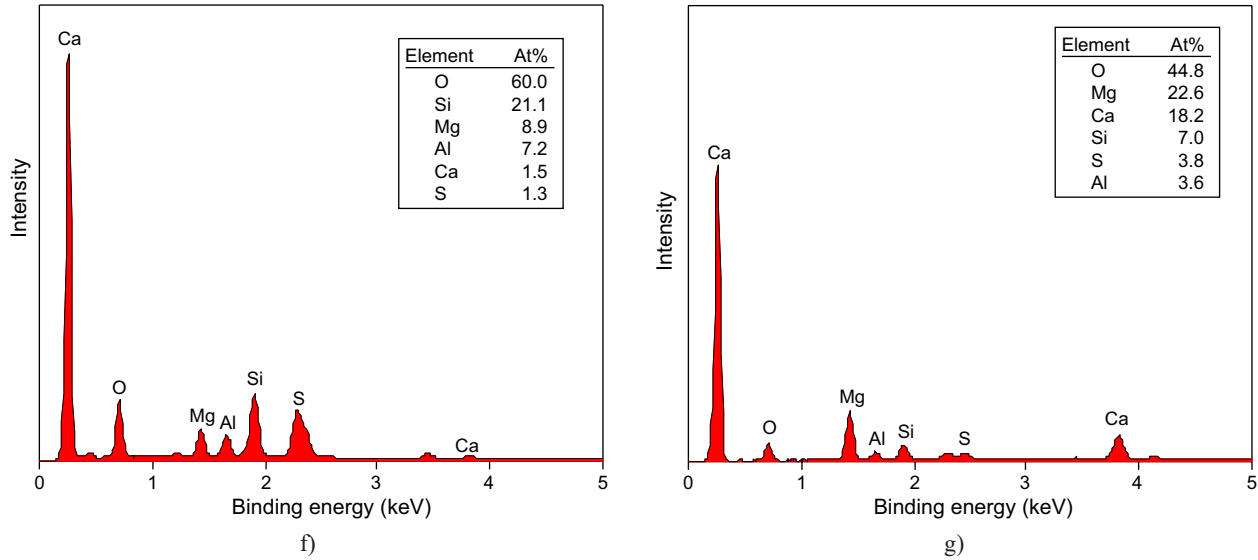 Ca
Element At%
O 60.0
Si 21.1
Mg 8.9
Al 7.2
Ca 1.5
S 1.3
Intensity
O
Mg
Al
Si
S
Ca
0 1 2 3 4 5
Binding energy (keV)
f)
Ca
Element At%
O 44.8
Mg 22.6
Ca 18.2
Si 7.0
S 3.8
Al 3.6
Intensity
O
Mg
Al
Si
S
Ca
0 1 2 3 4 5
Binding energy (keV)
g)